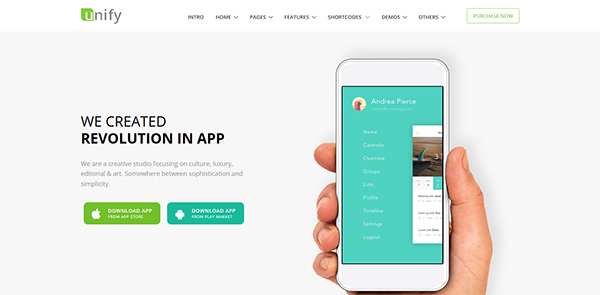 unify
INTRO HOME PAGES FEATURES SHORTCODES DEMOS OTHERS PURCHASE NOW
WE CREATED
REVOLUTION IN APP
We are a creative studio focusing on culture, luxury,
editorial & art. Somewhere between sophistication and
simplicity.
DOWNLOAD APP
FROM APP STORE
DOWNLOAD APP
FROM PLAY MARKET
Andrea Pierce
Home
Calendar
Overview
Groups
Lists
Profile
Timeline
Settings
Logout